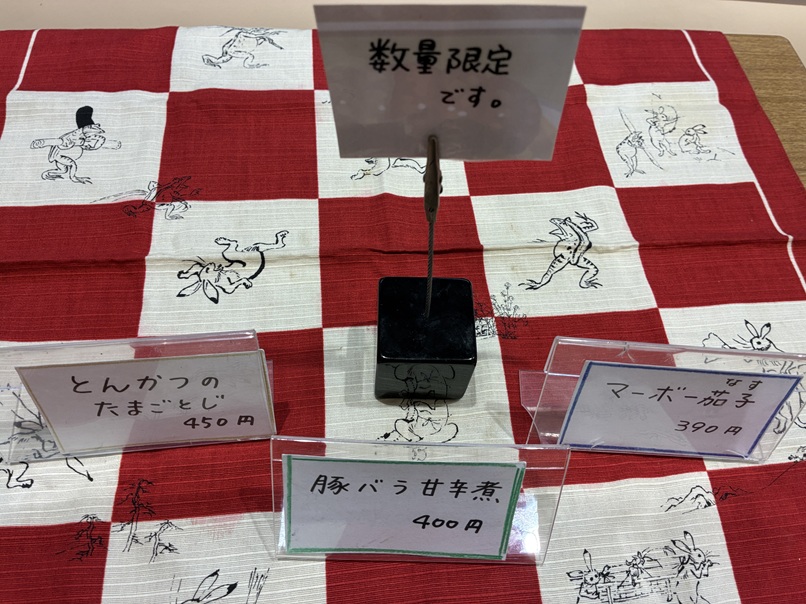 数量限定
です。
とんかつの
たまごとじ
450円
豚バラ甘辛煮
400円
なす
マーボー茄子
390円